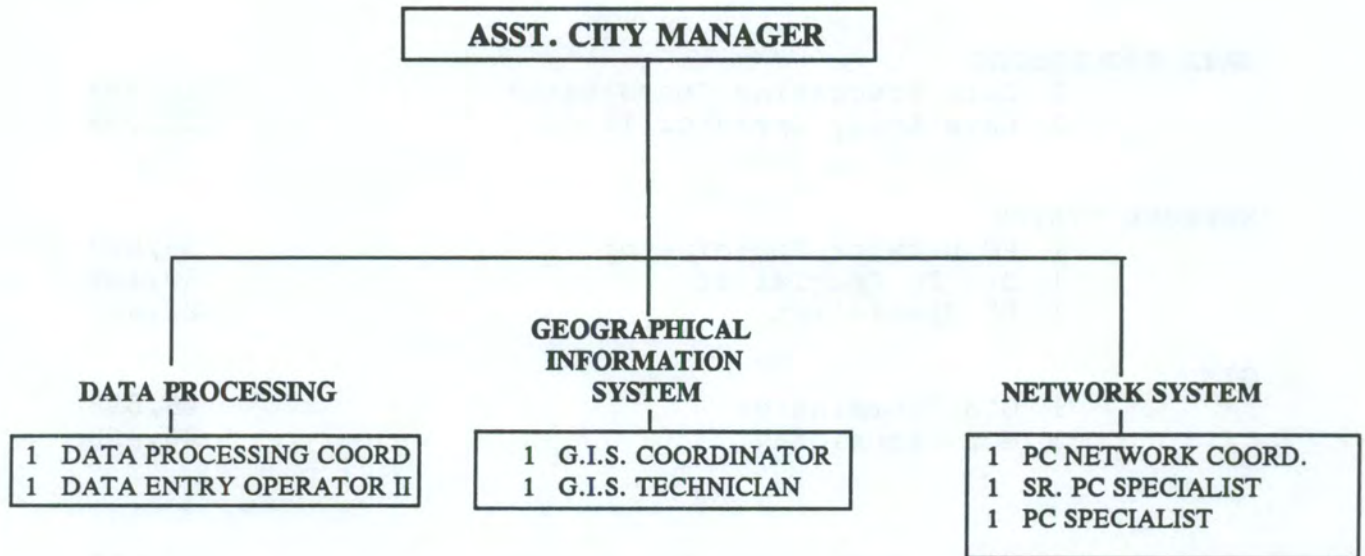 ASST. CITY MANAGER
DATA PROCESSING
1 DATA PROCESSING COORD
1 DATA ENTRY OPERATOR II
GEOGRAPHICAL
INFORMATION
SYSTEM
1 G.I.S. COORDINATOR
1 G.I.S. TECHNICIAN
NETWORK SYSTEM
1 PC NETWORK COORD.
1 SR. PC SPECIALIST
1 PC SPECIALIST